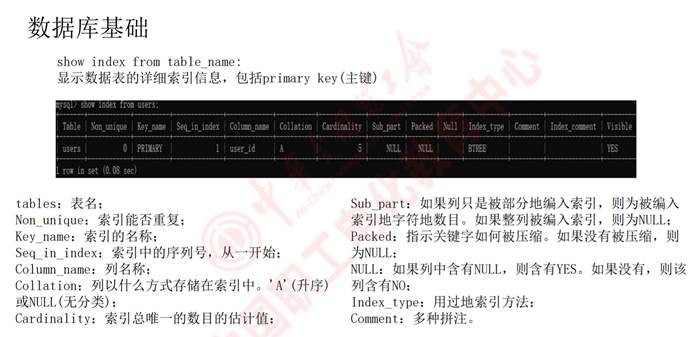 数据库基础
show index from table_name:
显示数据表的详细索引信息，包括primary key(主键)
mysql> show index from users;
Table | Non_unique | Key_name | Seq_in_index | Column_name | Collation | Cardinality | Sub_part | Packed | Null | Index_type | Comment | Index_comment | Visible
users | 0 | PRIMARY | 1 | user_id | A | 5 | NULL | NULL | | BTREE | | | YES
1 row in set (0.08 sec)
tables：表名；
Non_unique：索引能否重复；
Key_name：索引的名称；
Seq_in_index：索引中的序列号，从一开始；
Column_name：列名称；
Collation：列以什么方式存储在索引中。'A'(升序)
或NULL(无分类)；
Cardinality：索引总唯一的数目的估计值；
Sub_part：如果列只是被部分地编入索引，则为被编入
索引地字符地数目。如果整列被编入索引，则为NULL；
Packed：指示关键字如何被压缩。如果没有被压缩，则
为NULL；
NULL：如果列中含有NULL，则含有YES。如果没有，则该
列含有NO；
Index_type：用过地索引方法；
Comment：多种拼注。